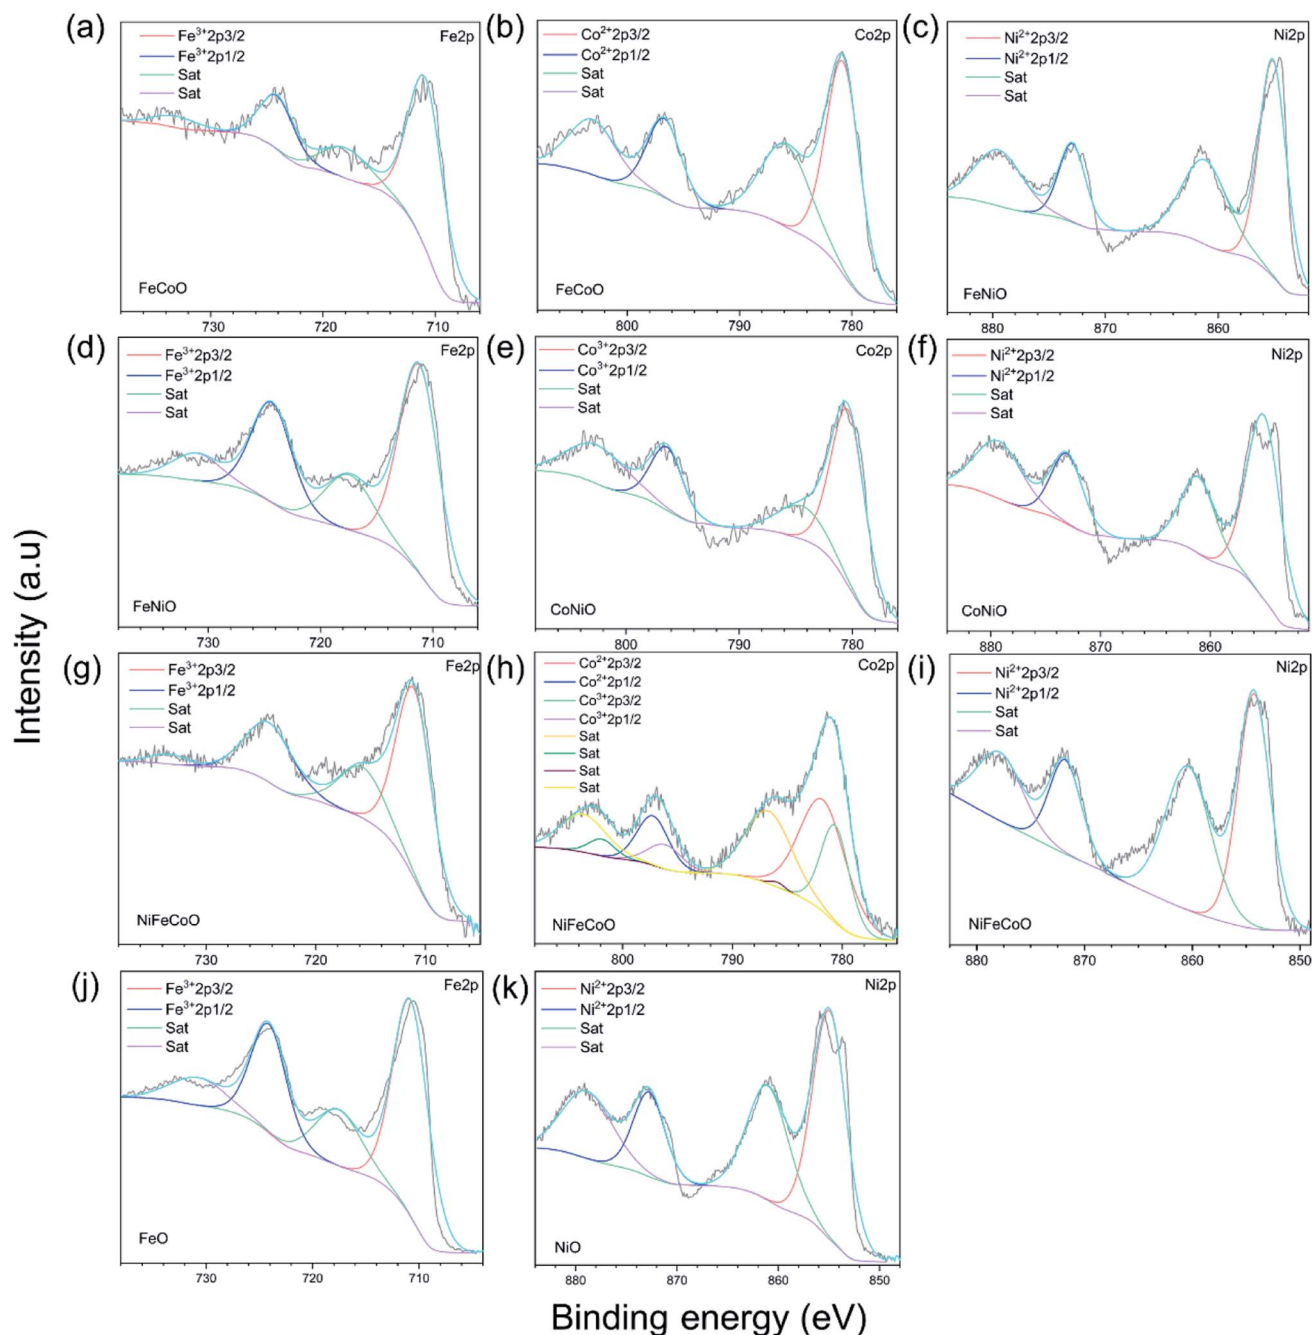 (a)
Fe³⁺2p3/2
Fe³⁺2p1/2
Sat
Sat
Fe2p
FeCoO
730 720 710
(b)
Co²⁺2p3/2
Co²⁺2p1/2
Sat
Sat
Co2p
FeCoO
800 790 780
(c)
Ni²⁺2p3/2
Ni²⁺2p1/2
Sat
Sat
Ni2p
FeNiO
880 870 860
(d)
Fe³⁺2p3/2
Fe³⁺2p1/2
Sat
Sat
Fe2p
FeNiO
730 720 710
(e)
Co³⁺2p3/2
Co³⁺2p1/2
Sat
Sat
Co2p
CoNiO
800 790 780
(f)
Ni²⁺2p3/2
Ni²⁺2p1/2
Sat
Sat
Ni2p
CoNiO
880 870 860
(g)
Fe³⁺2p3/2
Fe³⁺2p1/2
Sat
Sat
Fe2p
NiFeCoO
730 720 710
(h)
Co²⁺2p3/2
Co²⁺2p1/2
Co³⁺2p3/2
Co³⁺2p1/2
Sat
Sat
Sat
Sat
Co2p
NiFeCoO
800 790 780
(i)
Ni²⁺2p3/2
Ni²⁺2p1/2
Sat
Sat
Ni2p
NiFeCoO
880 870 860 850
(j)
Fe³⁺2p3/2
Fe³⁺2p1/2
Sat
Sat
Fe2p
FeO
730 720 710
(k)
Ni²⁺2p3/2
Ni²⁺2p1/2
Sat
Sat
Ni2p
NiO
880 870 860 850
Intensity (a.u)
Binding energy (eV)